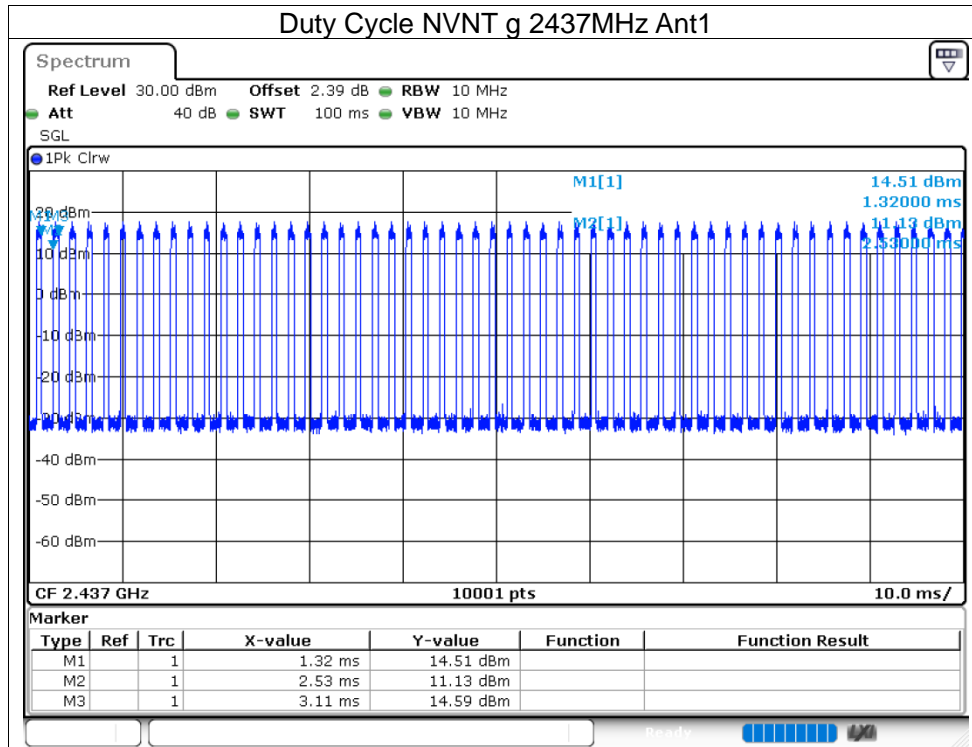 Duty Cycle NVNT g 2437MHz Ant1
Spectrum
Ref Level 30.00 dBm Offset 2.39 dB RBW 10 MHz
Att 40 dB SWT 100 ms VBW 10 MHz
SGL
1Pk Clrw
M1[1] 14.51 dBm
1.32000 ms
20 dBm
M2[1] 11.13 dBm
2.53000 ms
10 dBm
0 dBm
-10 dBm
-20 dBm
-30 dBm
-40 dBm
-50 dBm
-60 dBm
CF 2.437 GHz 10001 pts 10.0 ms/
Marker
Type Ref Trc X-value Y-value Function Function Result
M1 1 1.32 ms 14.51 dBm
M2 1 2.53 ms 11.13 dBm
M3 1 3.11 ms 14.59 dBm
Ready LXI